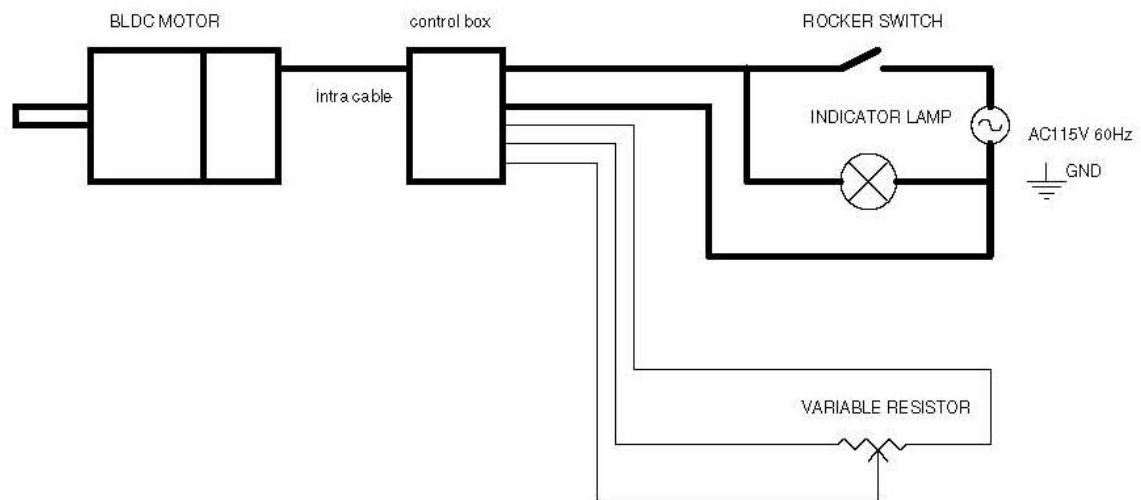 BLDC MOTOR
control box
ROCKER SWITCH
intra cable
INDICATOR LAMP
AC115V 60Hz
GND
VARIABLE RESISTOR